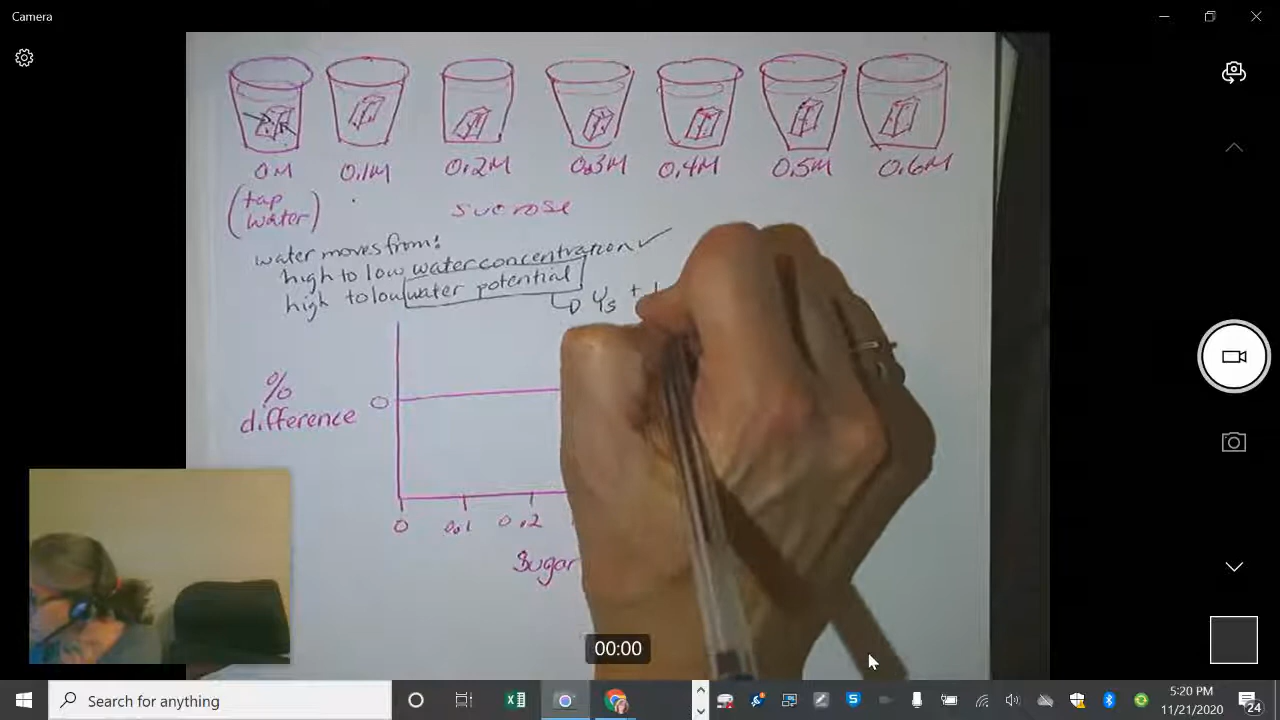 Camera
0M
0.1M
0.2M
0.3M
0.4M
0.5M
0.6M
(tap
water)
sucrose
water moves from:
high to low water concentration ✓
high to low water potential
Ψs +
%
difference
0
0
0.1
0.2
Sugar
00:00
Search for anything
5:20 PM
11/21/2020
24